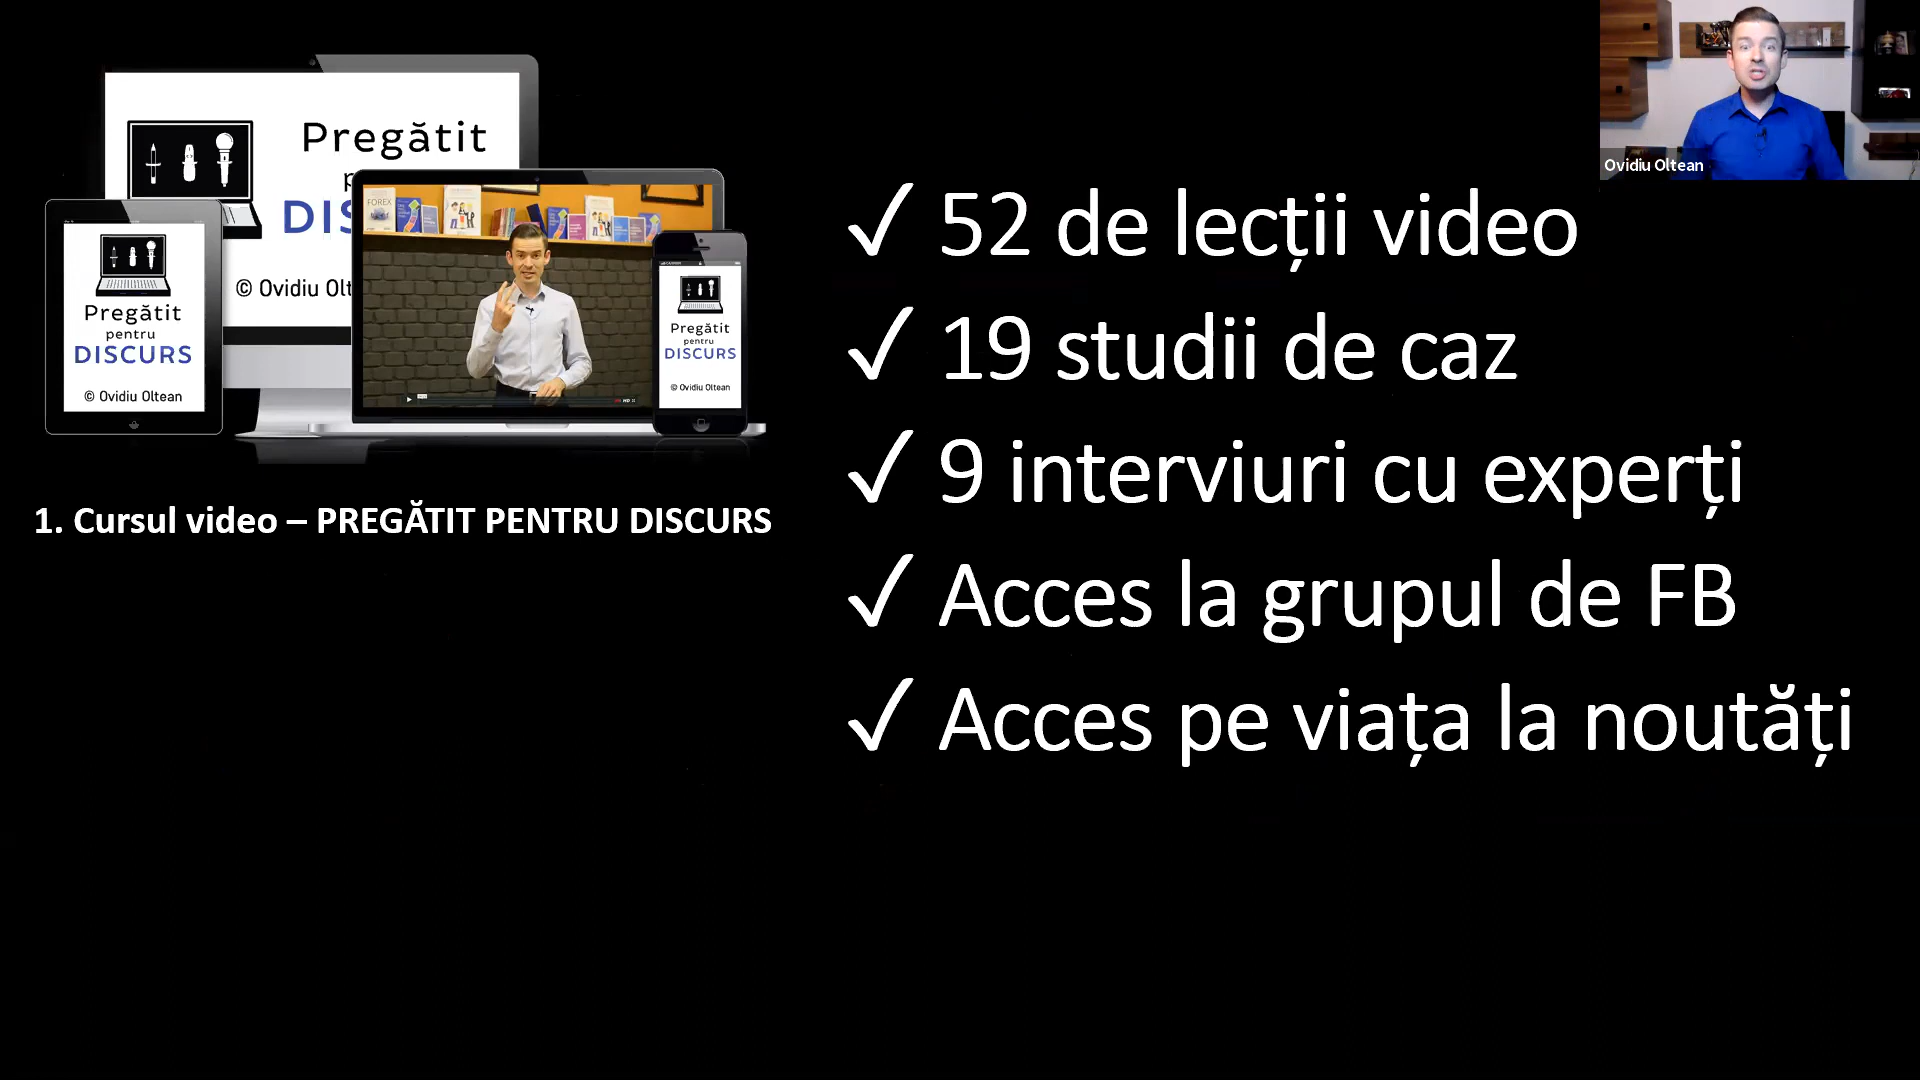 Pregătit
DIS
© Ovidiu Olt
Pregătit
pentru
DISCURS
© Ovidiu Oltean
FOREX
Pregătit
pentru
DISCURS
© Ovidiu Oltean
1. Cursul video – PREGĂTIT PENTRU DISCURS
✓ 52 de lecții video
✓ 19 studii de caz
✓ 9 interviuri cu experți
✓ Acces la grupul de FB
✓ Acces pe viața la noutăți
Ovidiu Oltean